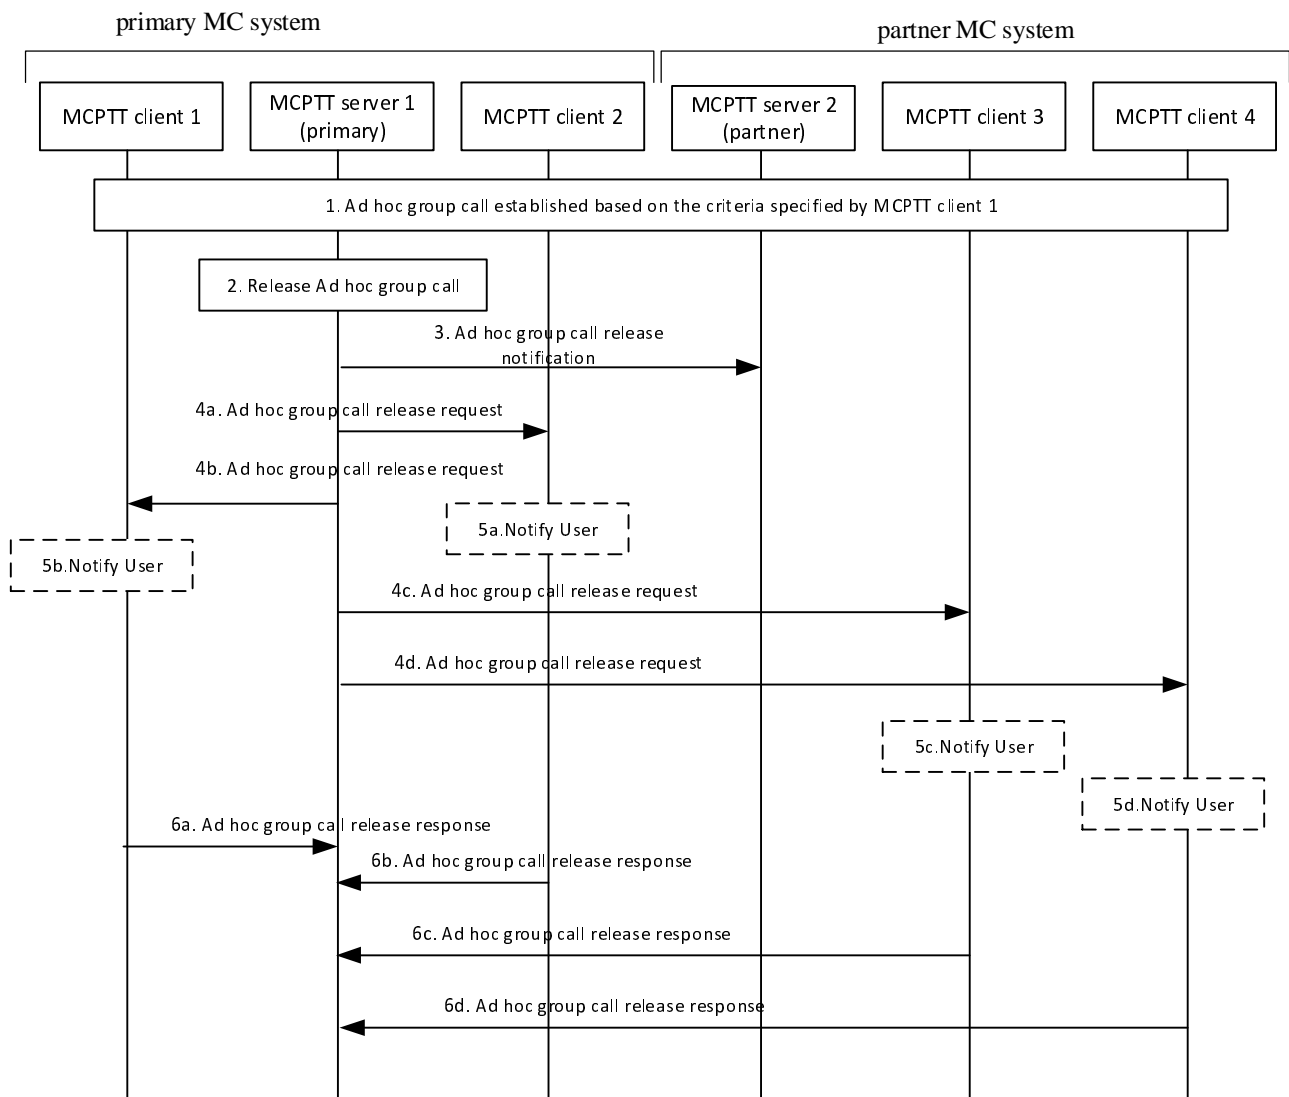 primary MC system
partner MC system
MCPTT client 1
MCPTT server 1
(primary)
MCPTT client 2
MCPTT server 2
(partner)
MCPTT client 3
MCPTT client 4
1. Ad hoc group call established based on the criteria specified by MCPTT client 1
2. Release Ad hoc group call
3. Ad hoc group call release
notification
4a. Ad hoc group call release request
4b. Ad hoc group call release request
5a.Notify User
5b.Notify User
4c. Ad hoc group call release request
4d. Ad hoc group call release request
5c.Notify User
5d.Notify User
6a. Ad hoc group call release response
6b. Ad hoc group call release response
6c. Ad hoc group call release response
6d. Ad hoc group call release response